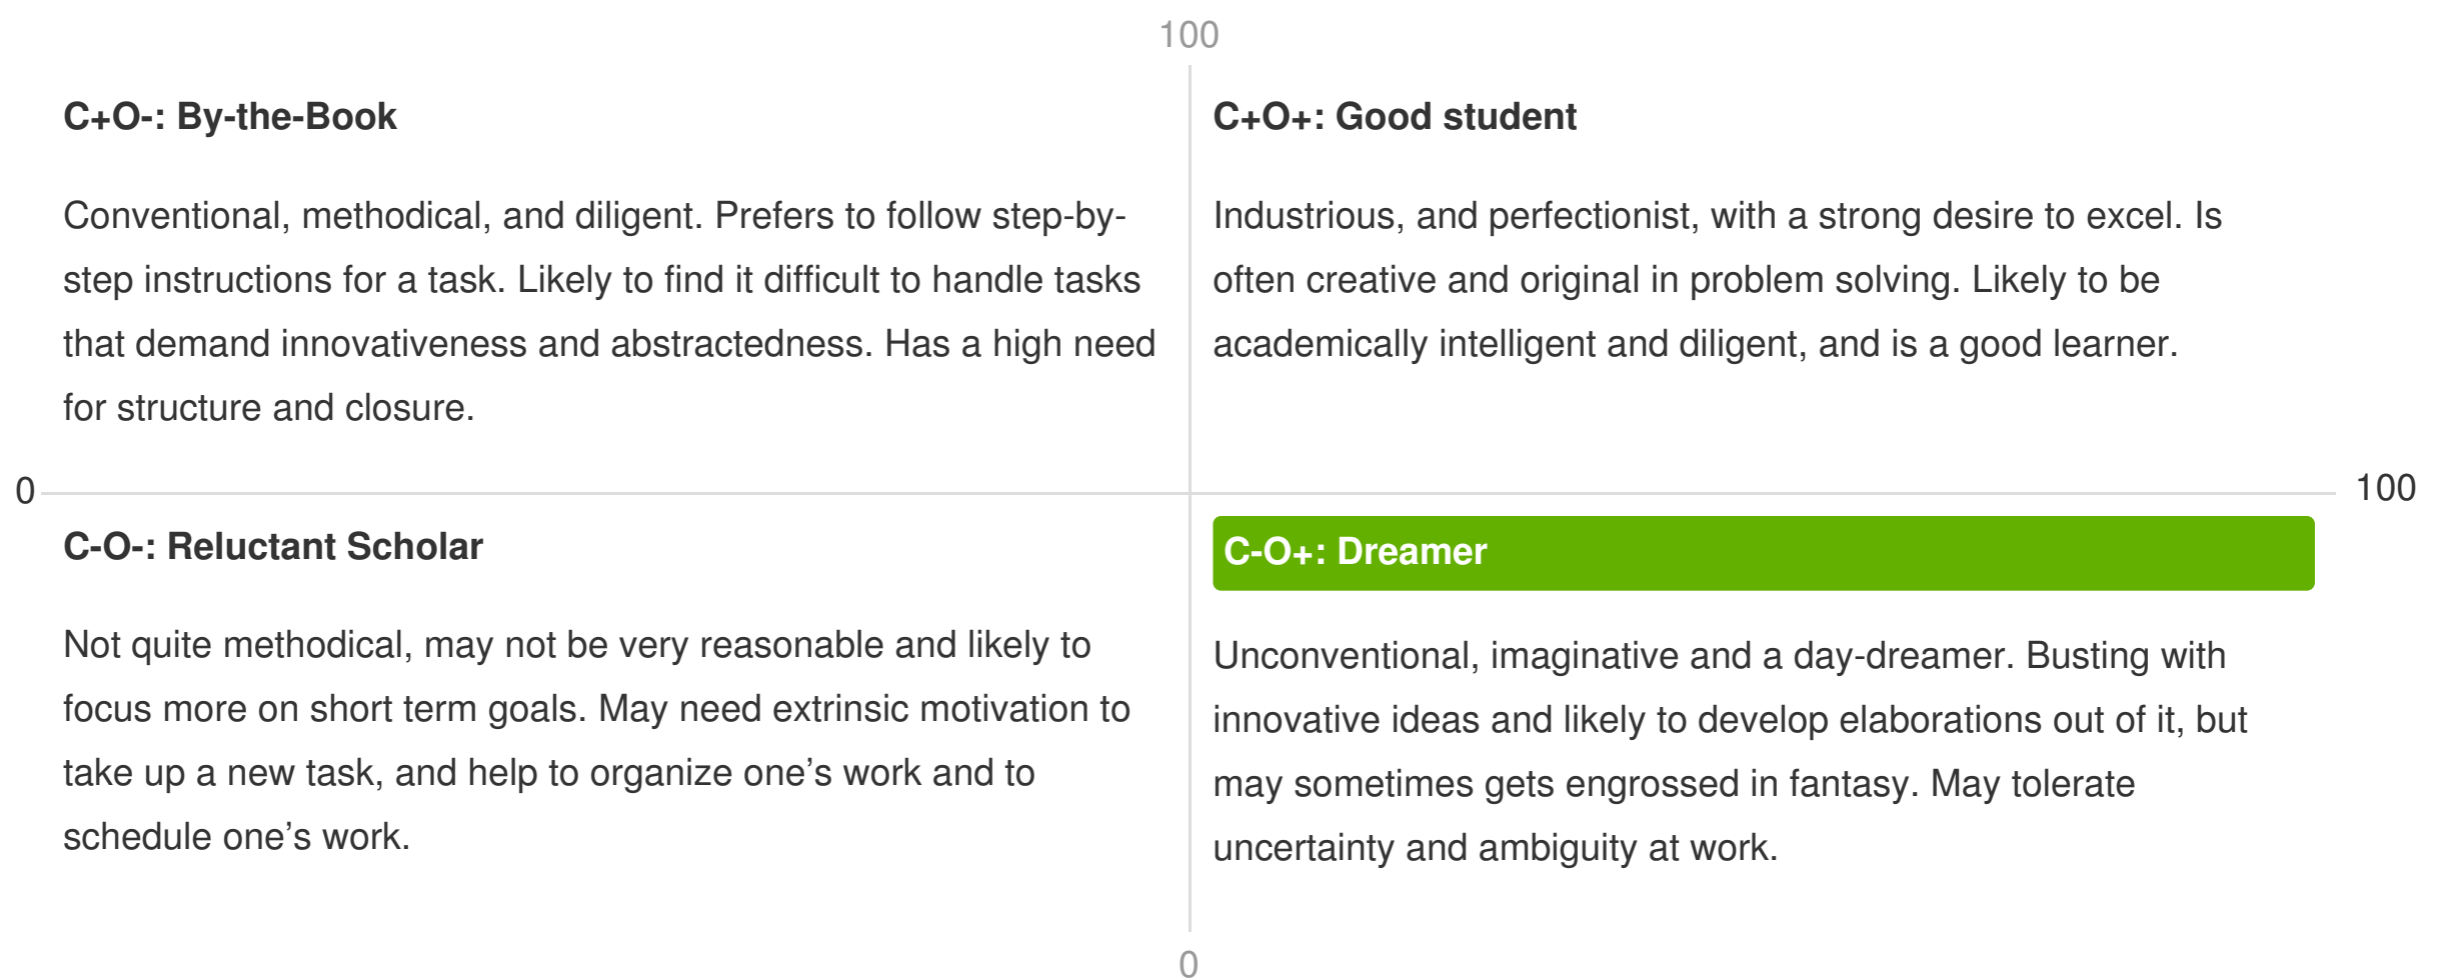 100
C+O-: By-the-Book
Conventional, methodical, and diligent. Prefers to follow step-by-
step instructions for a task. Likely to find it difficult to handle tasks
that demand innovativeness and abstractedness. Has a high need
for structure and closure.
C+O+: Good student
Industrious, and perfectionist, with a strong desire to excel. Is
often creative and original in problem solving. Likely to be
academically intelligent and diligent, and is a good learner.
0
100
C-O-: Reluctant Scholar
Not quite methodical, may not be very reasonable and likely to
focus more on short term goals. May need extrinsic motivation to
take up a new task, and help to organize one’s work and to
schedule one’s work.
C-O+: Dreamer
Unconventional, imaginative and a day-dreamer. Busting with
innovative ideas and likely to develop elaborations out of it, but
may sometimes gets engrossed in fantasy. May tolerate
uncertainty and ambiguity at work.
0